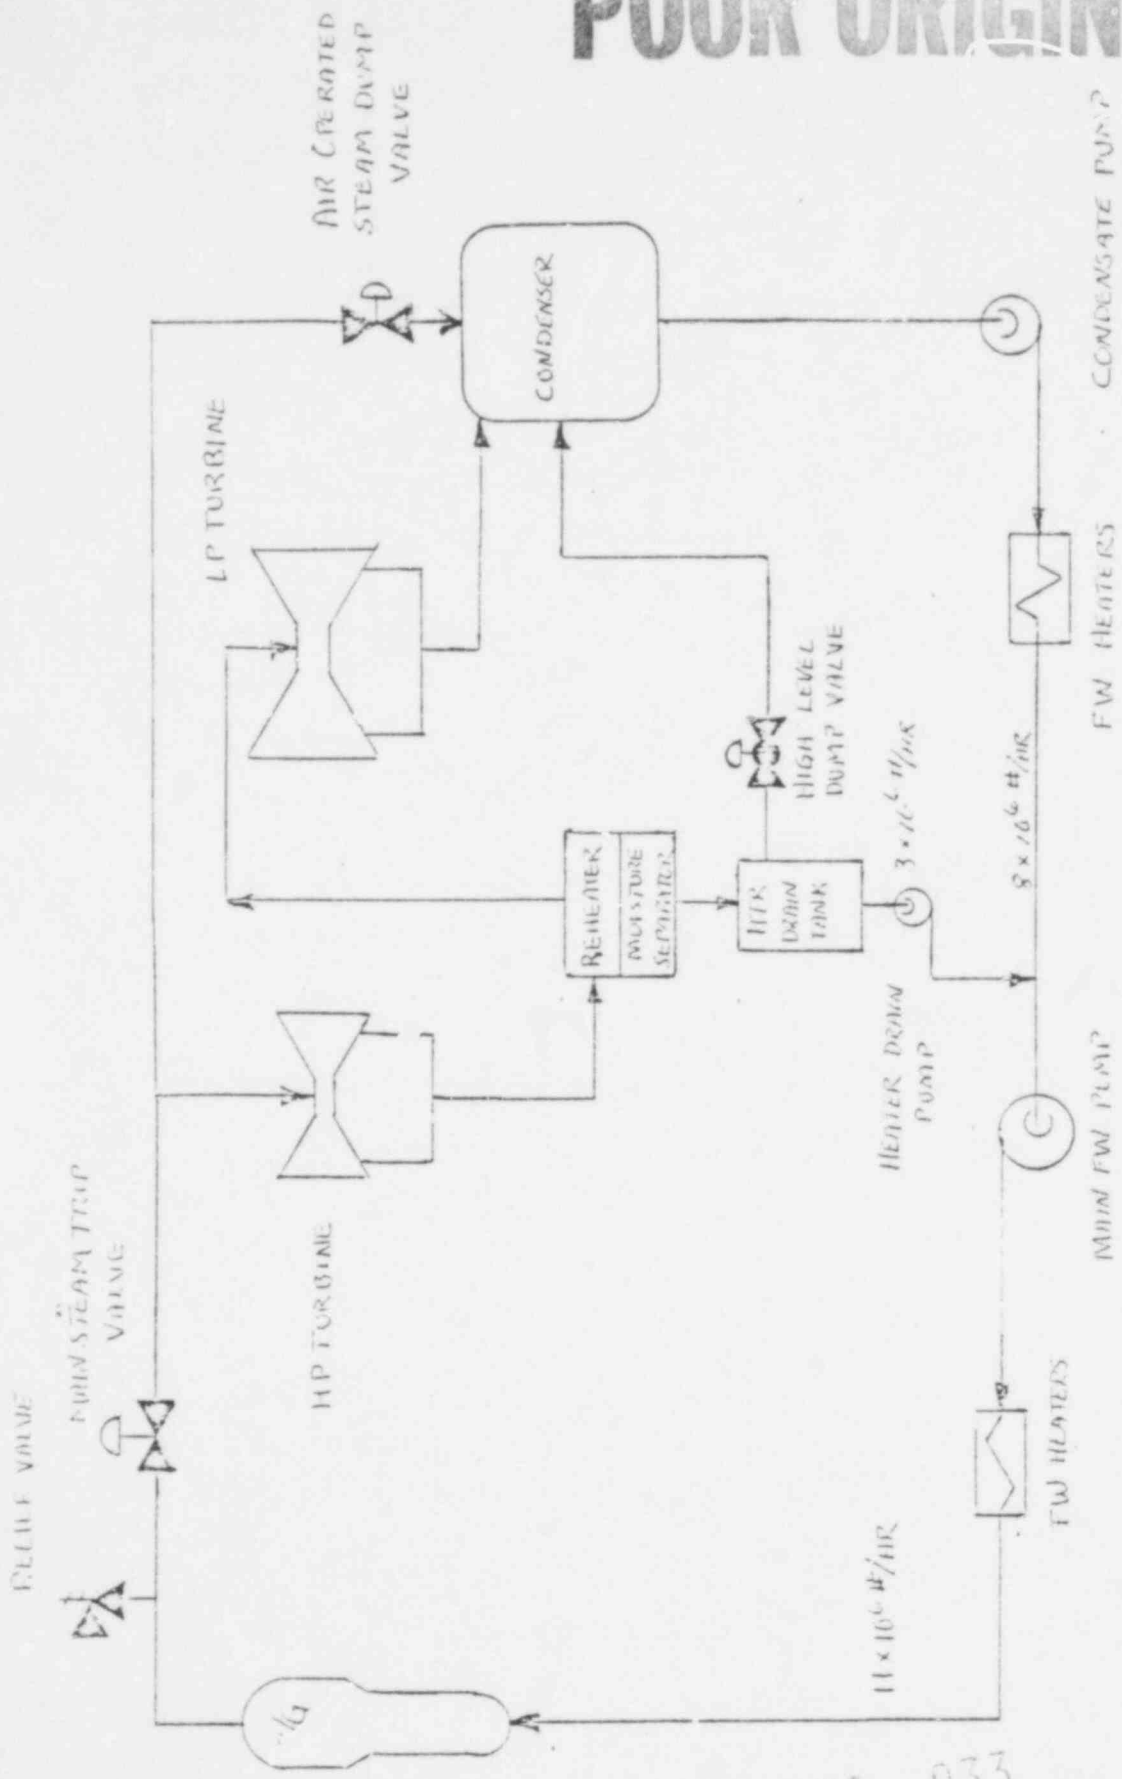 RELIEF VALVE
MAIN STEAM TRIP
VALVE
HP TURBINE
LP TURBINE
AIR OPERATED
STEAM DUMP
VALVE
CONDENSER
REHEATER
MOISTURE
SEPARATER
HTR
DRAIN
TANK
HIGH LEVEL
DUMP VALVE
3 × 10⁶ #/HR
HEATER DRAIN
PUMP
8 × 10⁶ #/HR
11 × 10⁶ #/HR
FW HEATERS
MAIN FW PUMP
FW HEATERS
CONDENSATE PUMP
POOR ORIGIN